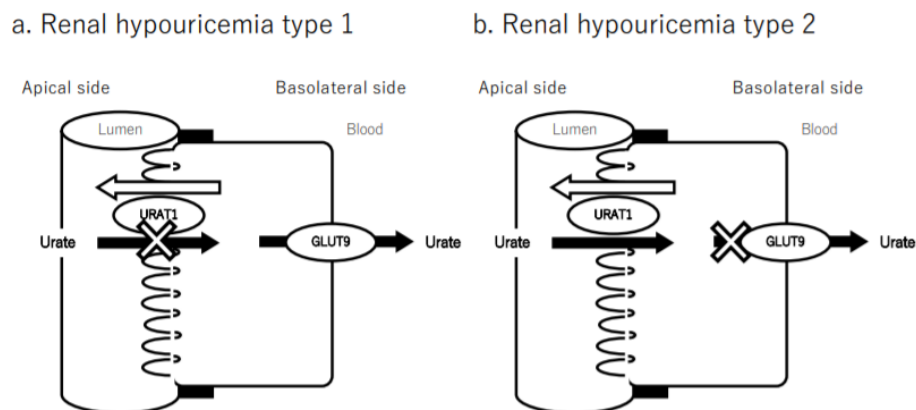 a. Renal hypouricemia type 1
b. Renal hypouricemia type 2
Apical side
Basolateral side
Apical side
Basolateral side
Lumen
Blood
Lumen
Blood
URAT1
URAT1
Urate
GLUT9
Urate
Urate
GLUT9
Urate